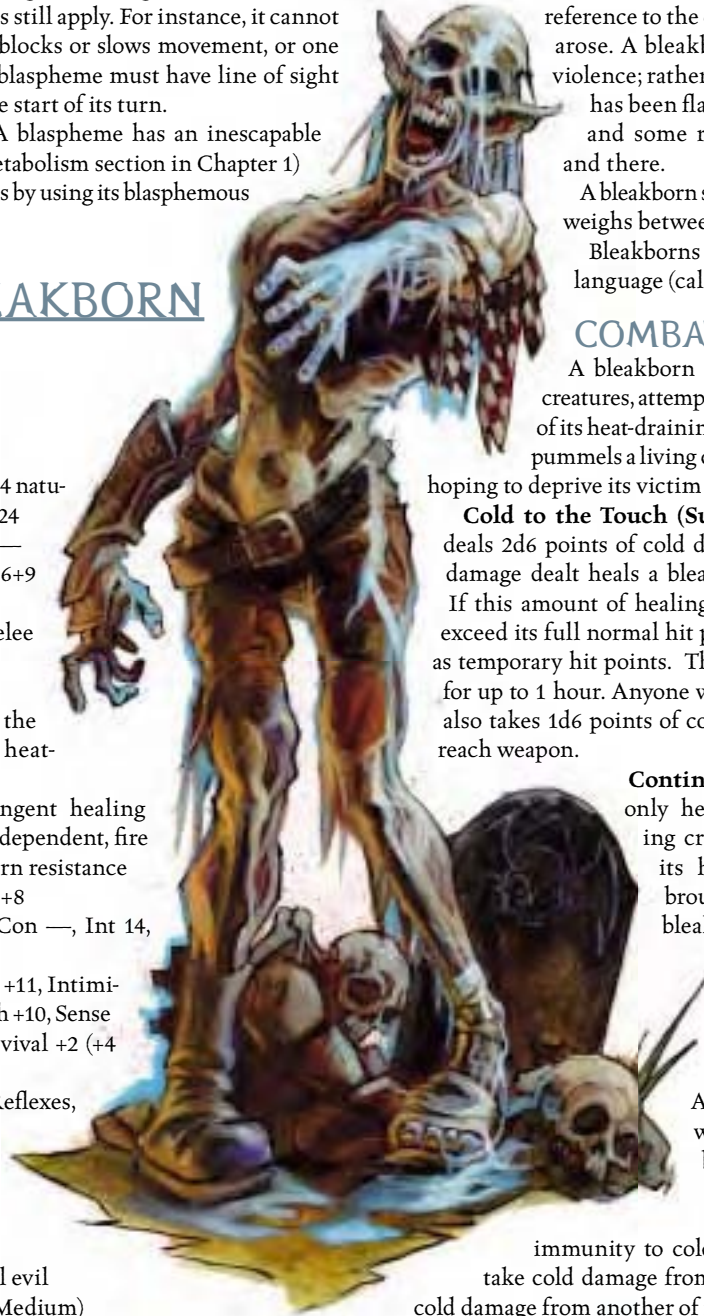 s still apply. For instance, it cannot
blocks or slows movement, or one
blaspheme must have line of sight
e start of its turn.
A blaspheme has an inescapable
etabolism section in Chapter 1)
s by using its blasphemous
EAKBORN
4 natu-
24
—
6+9
elee
the
heat-
ngent healing
dependent, fire
rn resistance
+8
Con —, Int 14,
+11, Intimi-
h +10, Sense
vival +2 (+4
Reflexes,
l evil
Medium)
reference to the
arose. A bleakb
violence; rather
has been fla
and some r
and there.
A bleakborn s
weighs betwee
Bleakborns
language (cal
COMBA
A bleakborn
creatures, attemp
of its heat-drainin
pummels a living c
hoping to deprive its victim
Cold to the Touch (Su
deals 2d6 points of cold d
damage dealt heals a blea
If this amount of healing
exceed its full normal hit p
as temporary hit points. Th
for up to 1 hour. Anyone w
also takes 1d6 points of co
reach weapon.
Contin
only he
ing cr
its h
brou
bleak
A
w
immunity to col
take cold damage from
cold damage from another of